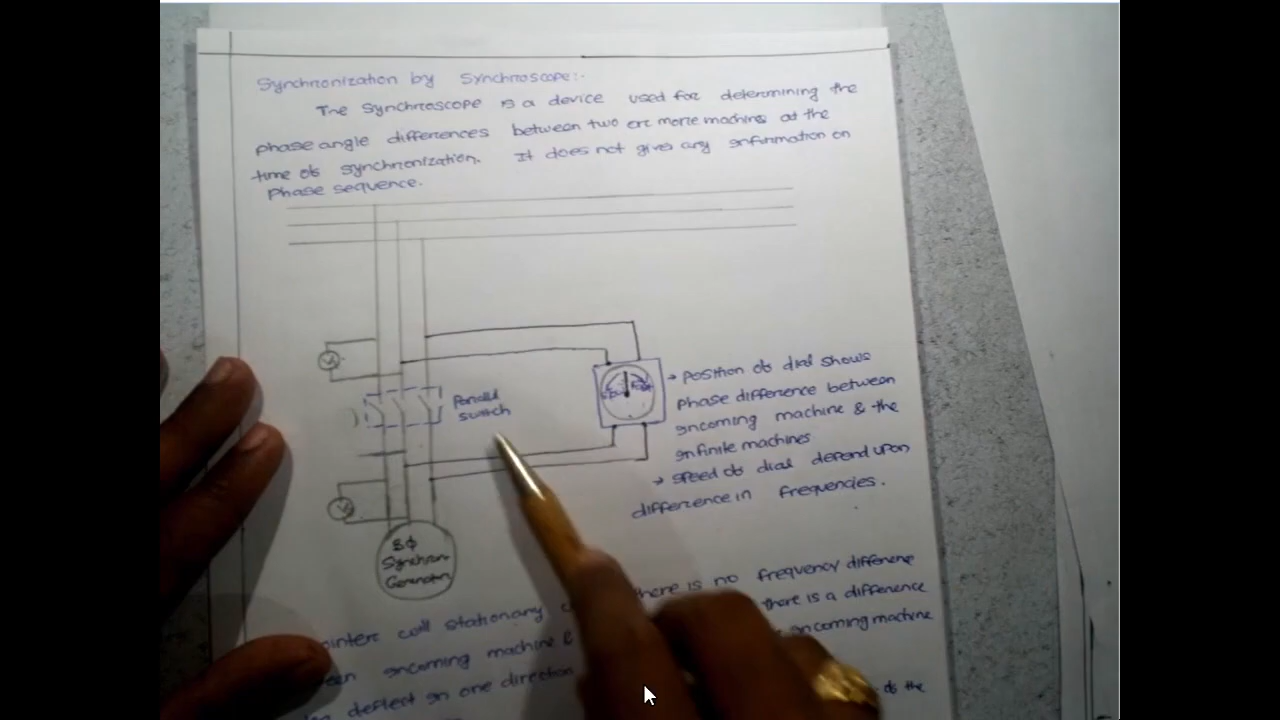 Synchronization by Synchroscope:-
The Synchroscope is a device used for determining the
phase angle differences between two or more machines at the
time of synchronization. It does not gives any information on
Phase sequence.
V
Parallel
switch
→ Position of dial shows
phase difference between
incoming machine & the
infinite machines
→ speed of dial depend upon
difference in frequencies.
V
3Φ
Synchron
Generator
pointer will stationary there is no frequency difference
there is a difference
incoming machine & incoming machine
deflect in one direction
of the